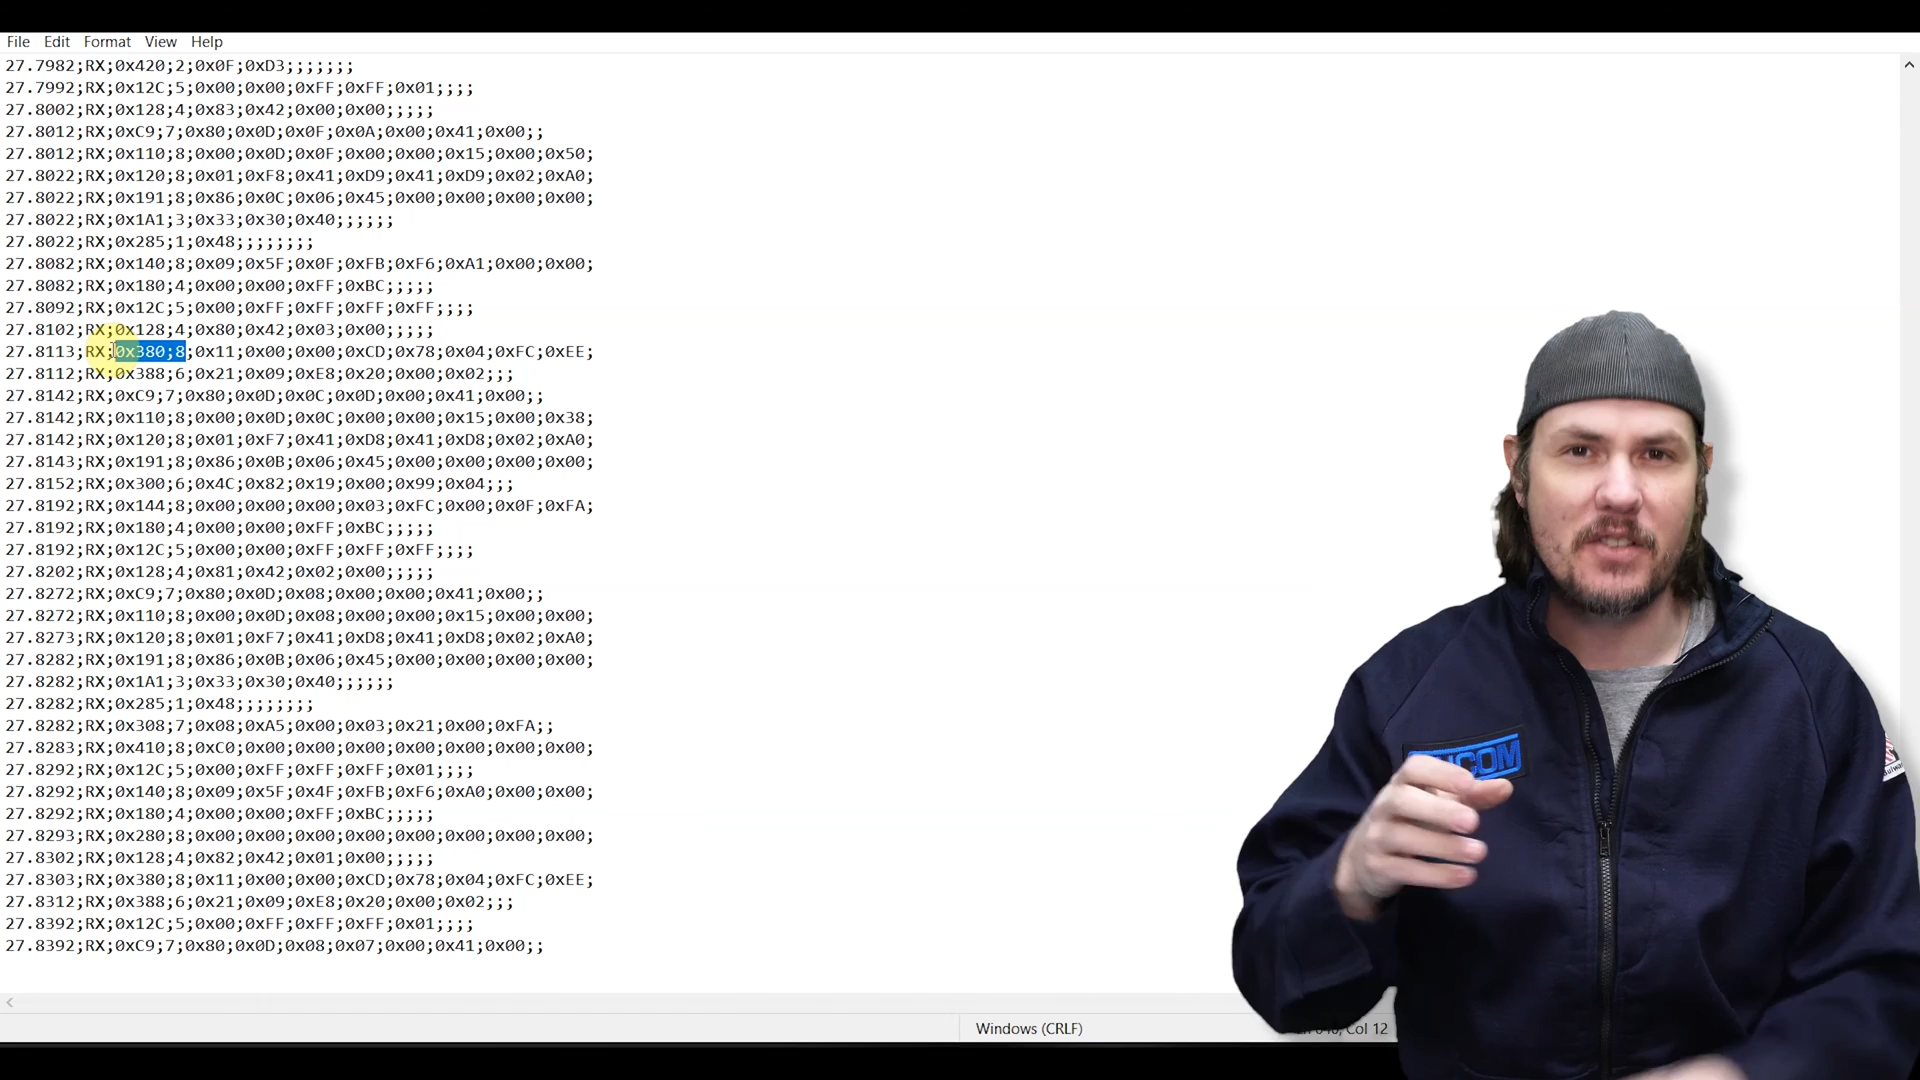 File Edit Format View Help
27.7982;RX;0x420;2;0x0F;0xD3;;;;;;;
27.7992;RX;0x12C;5;0x00;0x00;0xFF;0xFF;0x01;;;;
27.8002;RX;0x128;4;0x83;0x42;0x00;0x00;;;;;
27.8012;RX;0xC9;7;0x80;0x0D;0x0F;0x0A;0x00;0x41;0x00;;
27.8012;RX;0x110;8;0x00;0x0D;0x0F;0x00;0x00;0x15;0x00;0x50;
27.8022;RX;0x120;8;0x01;0xF8;0x41;0xD9;0x41;0xD9;0x02;0xA0;
27.8022;RX;0x191;8;0x86;0x0C;0x06;0x45;0x00;0x00;0x00;0x00;
27.8022;RX;0x1A1;3;0x33;0x30;0x40;;;;;;
27.8022;RX;0x285;1;0x48;;;;;;;;
27.8082;RX;0x140;8;0x09;0x5F;0x0F;0xFB;0xF6;0xA1;0x00;0x00;
27.8082;RX;0x180;4;0x00;0x00;0xFF;0xBC;;;;;
27.8092;RX;0x12C;5;0x00;0xFF;0xFF;0xFF;0xFF;;;;
27.8102;RX;0x128;4;0x80;0x42;0x03;0x00;;;;;
27.8113;RX;0x380;8;0x11;0x00;0x00;0xCD;0x78;0x04;0xFC;0xEE;
27.8112;RX;0x388;6;0x21;0x09;0xE8;0x20;0x00;0x02;;;
27.8142;RX;0xC9;7;0x80;0x0D;0x0C;0x0D;0x00;0x41;0x00;;
27.8142;RX;0x110;8;0x00;0x0D;0x0C;0x00;0x00;0x15;0x00;0x38;
27.8142;RX;0x120;8;0x01;0xF7;0x41;0xD8;0x41;0xD8;0x02;0xA0;
27.8143;RX;0x191;8;0x86;0x0B;0x06;0x45;0x00;0x00;0x00;0x00;
27.8152;RX;0x300;6;0x4C;0x82;0x19;0x00;0x99;0x04;;;
27.8192;RX;0x144;8;0x00;0x00;0x00;0x03;0xFC;0x00;0x0F;0xFA;
27.8192;RX;0x180;4;0x00;0x00;0xFF;0xBC;;;;;
27.8192;RX;0x12C;5;0x00;0x00;0xFF;0xFF;0xFF;;;;
27.8202;RX;0x128;4;0x81;0x42;0x02;0x00;;;;;
27.8272;RX;0xC9;7;0x80;0x0D;0x08;0x00;0x00;0x41;0x00;;
27.8272;RX;0x110;8;0x00;0x0D;0x08;0x00;0x00;0x15;0x00;0x00;
27.8273;RX;0x120;8;0x01;0xF7;0x41;0xD8;0x41;0xD8;0x02;0xA0;
27.8282;RX;0x191;8;0x86;0x0B;0x06;0x45;0x00;0x00;0x00;0x00;
27.8282;RX;0x1A1;3;0x33;0x30;0x40;;;;;;
27.8282;RX;0x285;1;0x48;;;;;;;;
27.8282;RX;0x308;7;0x08;0xA5;0x00;0x03;0x21;0x00;0xFA;;
27.8283;RX;0x410;8;0xC0;0x00;0x00;0x00;0x00;0x00;0x00;0x00;
27.8292;RX;0x12C;5;0x00;0xFF;0xFF;0xFF;0x01;;;;
27.8292;RX;0x140;8;0x09;0x5F;0x4F;0xFB;0xF6;0xA0;0x00;0x00;
27.8292;RX;0x180;4;0x00;0x00;0xFF;0xBC;;;;;
27.8293;RX;0x280;8;0x00;0x00;0x00;0x00;0x00;0x00;0x00;0x00;
27.8302;RX;0x128;4;0x82;0x42;0x01;0x00;;;;;
27.8303;RX;0x380;8;0x11;0x00;0x00;0xCD;0x78;0x04;0xFC;0xEE;
27.8312;RX;0x388;6;0x21;0x09;0xE8;0x20;0x00;0x02;;;
27.8392;RX;0x12C;5;0x00;0xFF;0xFF;0xFF;0x01;;;;
27.8392;RX;0xC9;7;0x80;0x0D;0x08;0x07;0x00;0x41;0x00;;
Windows (CRLF) Col 12